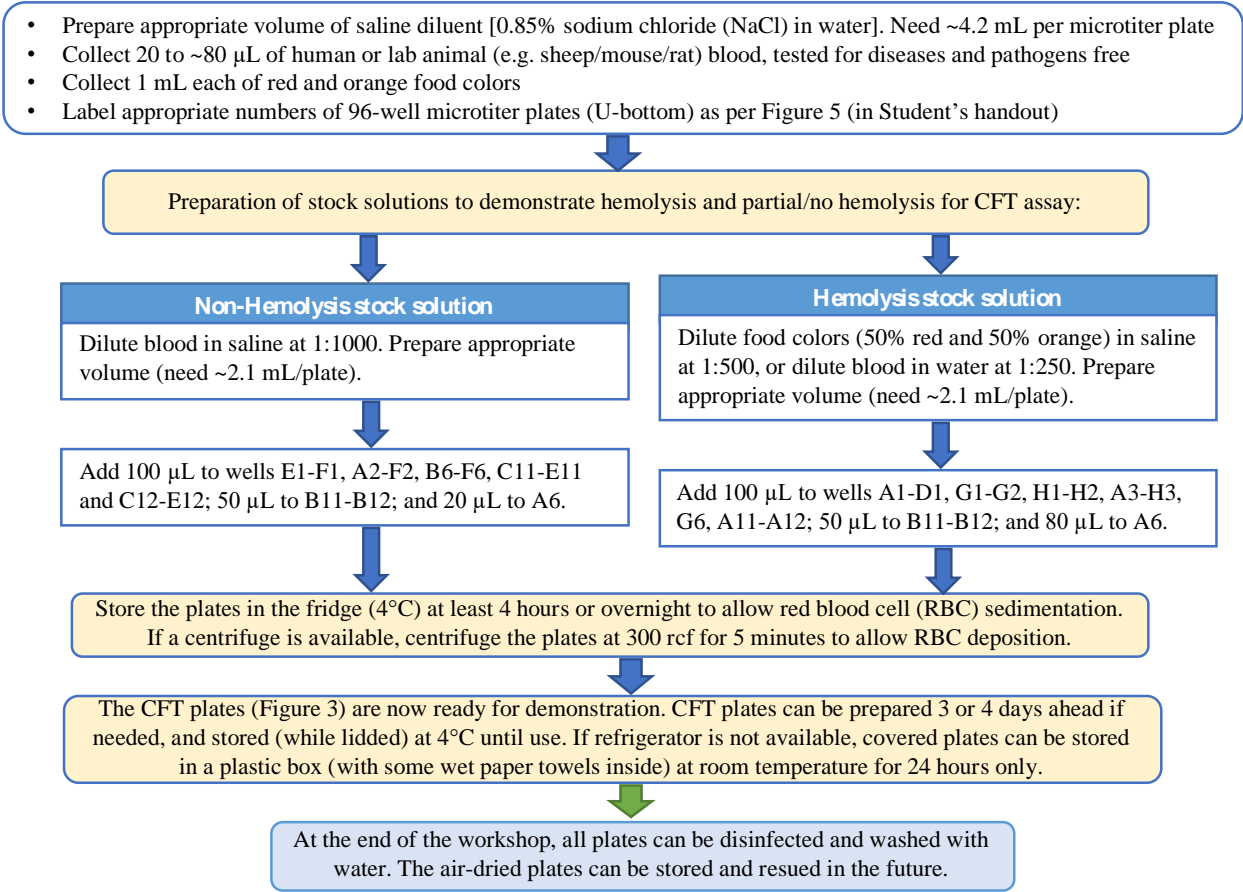 • Prepare appropriate volume of saline diluent [0.85% sodium chloride (NaCl) in water]. Need ~4.2 mL per microtiter plate
• Collect 20 to ~80 µL of human or lab animal (e.g. sheep/mouse/rat) blood, tested for diseases and pathogens free
• Collect 1 mL each of red and orange food colors
• Label appropriate numbers of 96-well microtiter plates (U-bottom) as per Figure 5 (in Student's handout)
Preparation of stock solutions to demonstrate hemolysis and partial/no hemolysis for CFT assay:
Non-Hemolysis stock solution
Dilute blood in saline at 1:1000. Prepare appropriate
volume (need ~2.1 mL/plate).
Add 100 µL to wells E1-F1, A2-F2, B6-F6, C11-E11
and C12-E12; 50 µL to B11-B12; and 20 µL to A6.
Hemolysis stock solution
Dilute food colors (50% red and 50% orange) in saline
at 1:500, or dilute blood in water at 1:250. Prepare
appropriate volume (need ~2.1 mL/plate).
Add 100 µL to wells A1-D1, G1-G2, H1-H2, A3-H3,
G6, A11-A12; 50 µL to B11-B12; and 80 µL to A6.
Store the plates in the fridge (4°C) at least 4 hours or overnight to allow red blood cell (RBC) sedimentation.
If a centrifuge is available, centrifuge the plates at 300 rcf for 5 minutes to allow RBC deposition.
The CFT plates (Figure 3) are now ready for demonstration. CFT plates can be prepared 3 or 4 days ahead if
needed, and stored (while lidded) at 4°C until use. If refrigerator is not available, covered plates can be stored
in a plastic box (with some wet paper towels inside) at room temperature for 24 hours only.
At the end of the workshop, all plates can be disinfected and washed with
water. The air-dried plates can be stored and resued in the future.